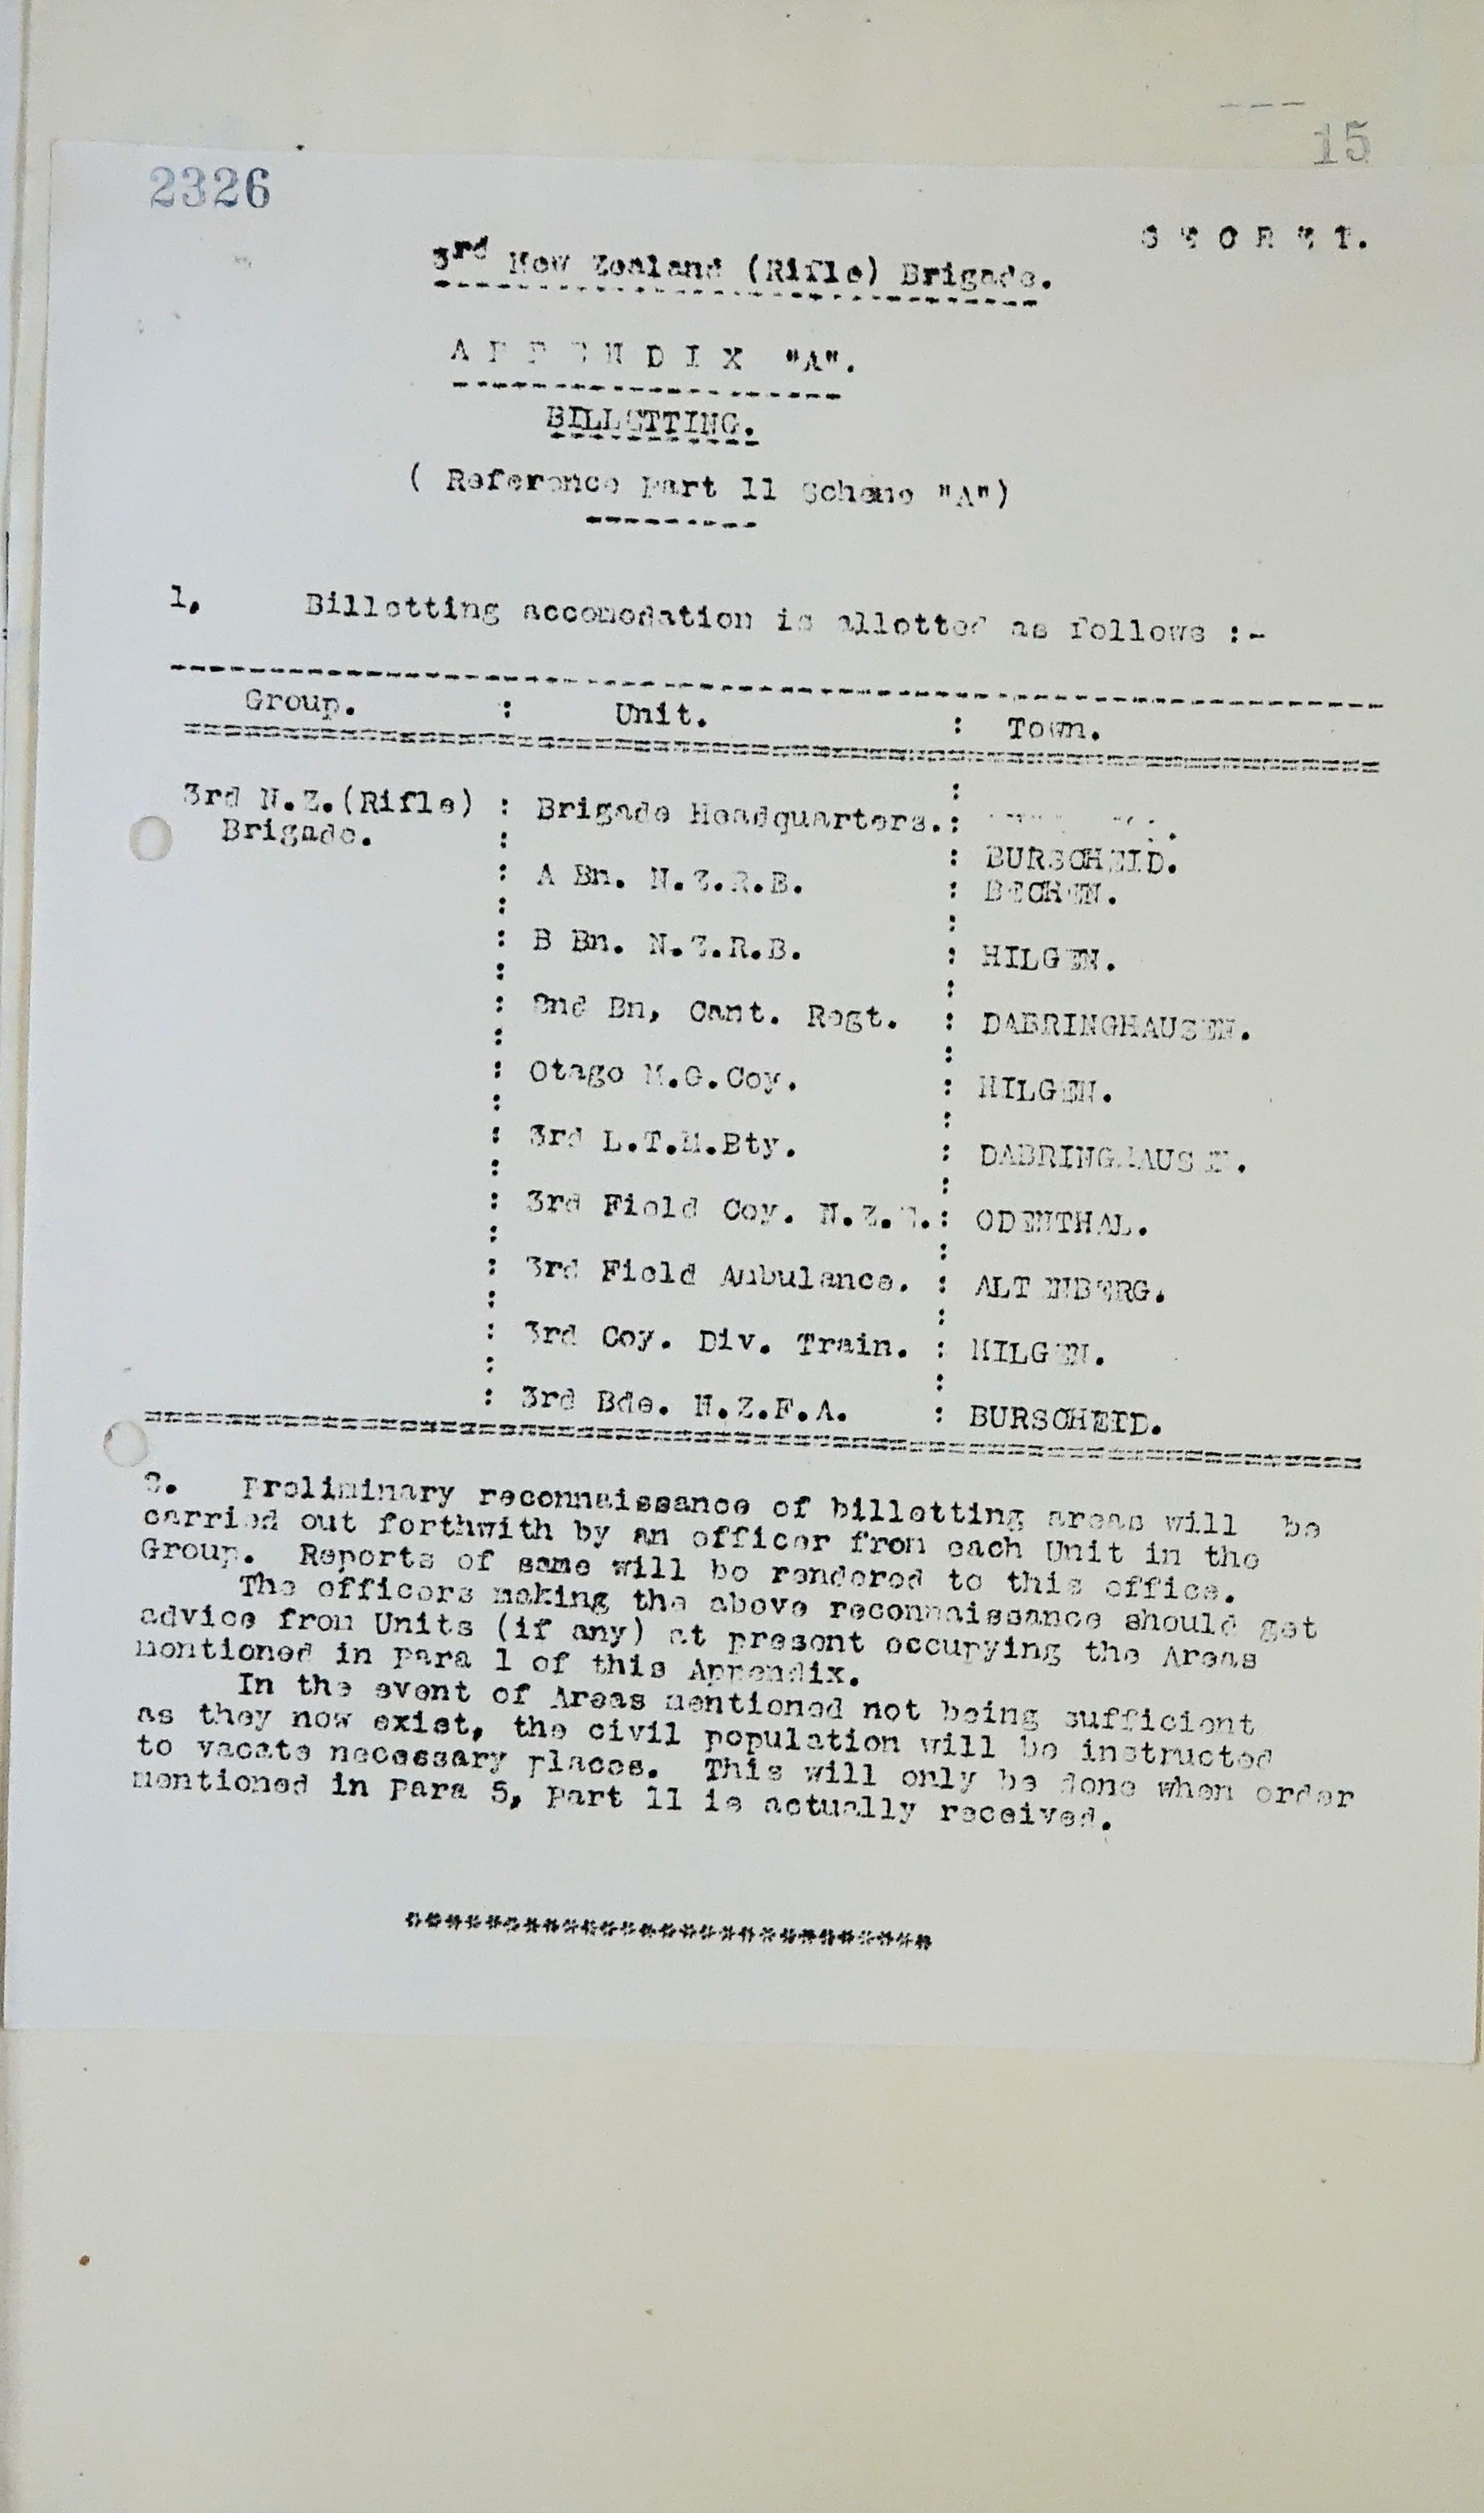 15
2326
S E C R E T.
3rd New Zealand (Rifle) Brigade.
A P P E N D I X "A".
BILLETTING.
( Reference Part 11 Scheme "A")
1. Billetting accomodation is allotted as follows :-
Group. : Unit. : Town.
3rd N.Z.(Rifle) : Brigade Headquarters. :
Brigade. : : BURSCHEID.
: A Bn. N.Z.R.B. : BECHEN.
: B Bn. N.Z.R.B. : HILGEN.
: 2nd Bn, Cant. Regt. : DABRINGHAUSEN.
: Otago M.G.Coy. : HILGEN.
: 3rd L.T.M.Bty. : DABRINGHAUSEN.
: 3rd Field Coy. N.Z.E. : ODENTHAL.
: 3rd Field Ambulance. : ALTENBERG.
: 3rd Coy. Div. Train. : HILGEN.
: 3rd Bde. N.Z.F.A. : BURSCHEID.
2. Preliminary reconnaissance of billetting areas will be
carried out forthwith by an officer from each Unit in the
Group. Reports of same will be rendered to this office.
The officers making the above reconnaissance should get
advice from Units (if any) at present occupying the Areas
mentioned in para 1 of this Appendix.
In the event of Areas mentioned not being sufficient
as they now exist, the civil population will be instructed
to vacate necessary places. This will only be done when order
mentioned in Para 5, Part 11 is actually received.